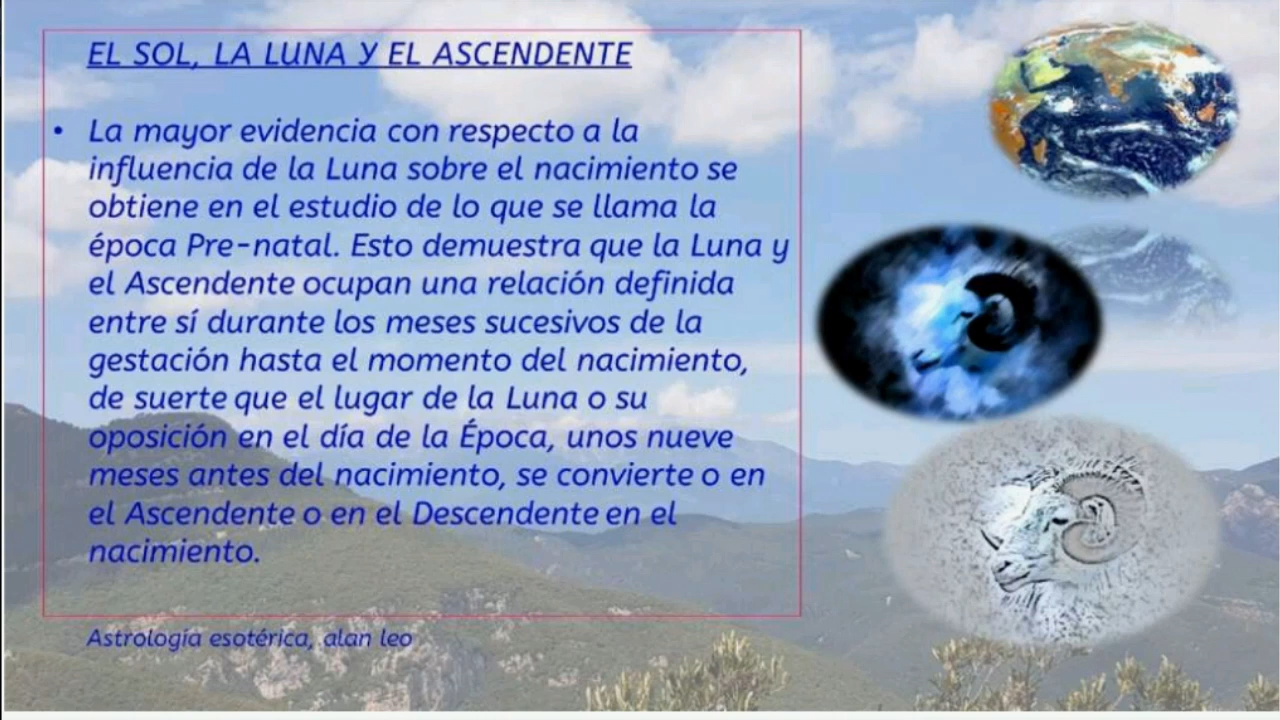 EL SOL, LA LUNA Y EL ASCENDENTE
• La mayor evidencia con respecto a la
influencia de la Luna sobre el nacimiento se
obtiene en el estudio de lo que se llama la
época Pre-natal. Esto demuestra que la Luna y
el Ascendente ocupan una relación definida
entre sí durante los meses sucesivos de la
gestación hasta el momento del nacimiento,
de suerte que el lugar de la Luna o su
oposición en el día de la Época, unos nueve
meses antes del nacimiento, se convierte o en
el Ascendente o en el Descendente en el
nacimiento.
Astrología esotérica, alan leo